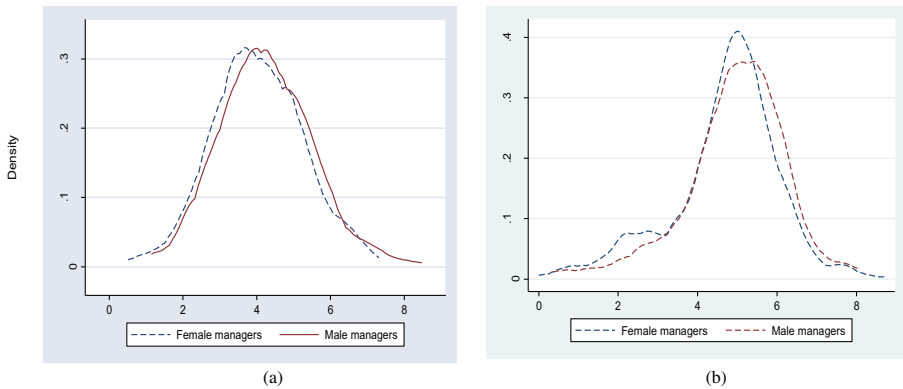 Density
.3
.2
.1
0
0 2 4 6 8
Female managers Male managers
(a)
.4
.3
.2
.1
0
0 2 4 6 8
Female managers Male managers
(b)